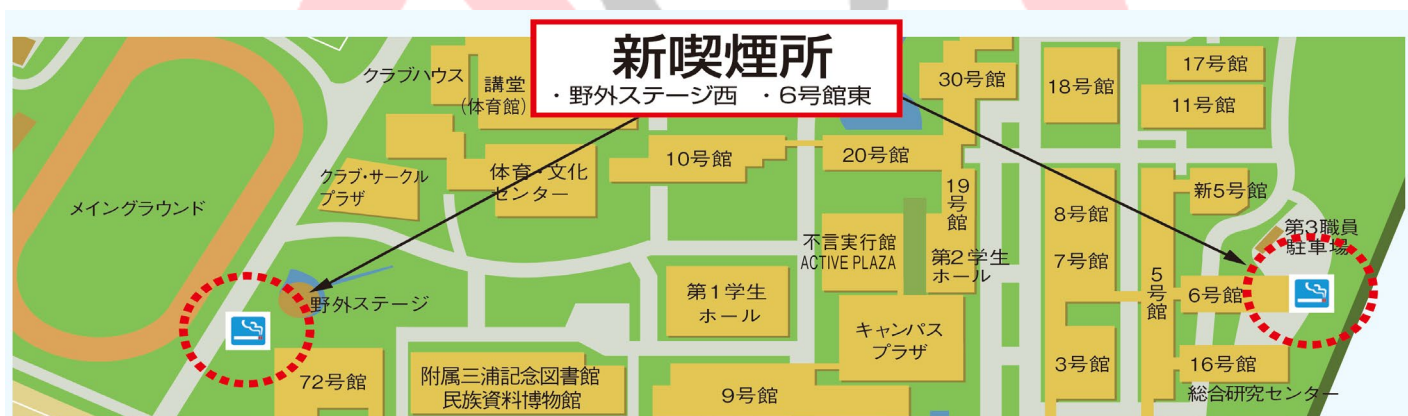 新喫煙所
・野外ステージ西 ・6号館東
クラブハウス
講堂
(体育館)
30号館
18号館
17号館
11号館
クラブ・サークル
プラザ
体育・文化
センター
10号館
20号館
19号館
新5号館
メイングラウンド
不言実行館
ACTIVE PLAZA
第2学生
ホール
8号館
7号館
5号館
第3職員
駐車場
野外ステージ
第1学生
ホール
キャンパス
プラザ
6号館
72号館
附属三浦記念図書館
民族資料博物館
9号館
3号館
16号館
総合研究センター